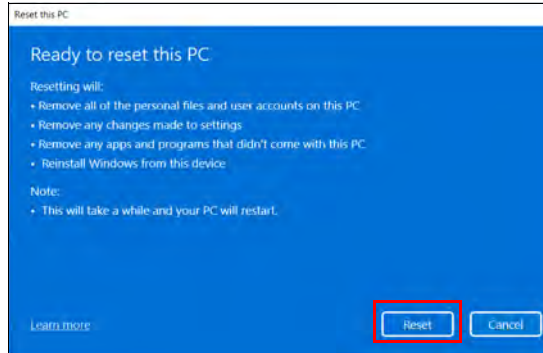 Reset this PC
Ready to reset this PC
Resetting will:
• Remove all of the personal files and user accounts on this PC
• Remove any changes made to settings
• Remove any apps and programs that didn't come with this PC
• Reinstall Windows from this device
Note:
• This will take a while and your PC will restart.
Learn more
Reset
Cancel